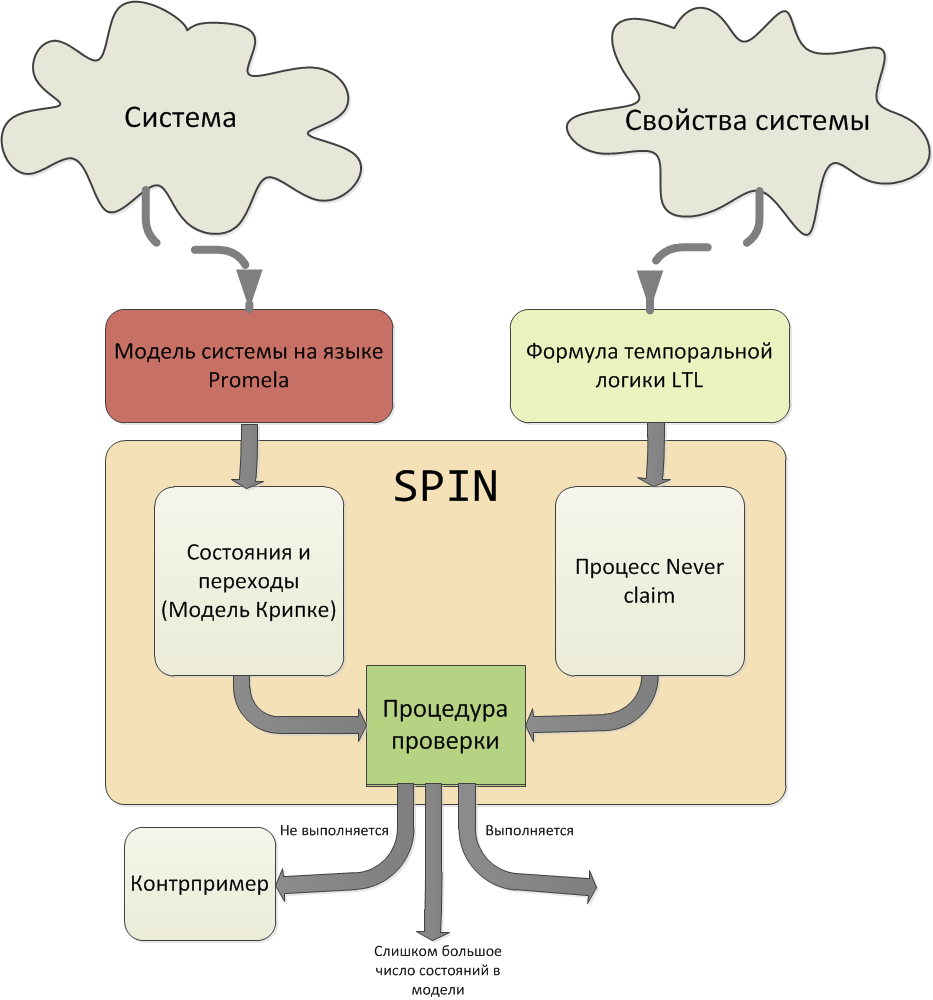 Система
Свойства системы
Модель системы на языке
Promela
Формула темпоральной
логики LTL
SPIN
Состояния и
переходы
(Модель Крипке)
Процесс Never
claim
Процедура
проверки
Не выполняется
Выполняется
Контрпример
Слишком большое
число состояний в
модели